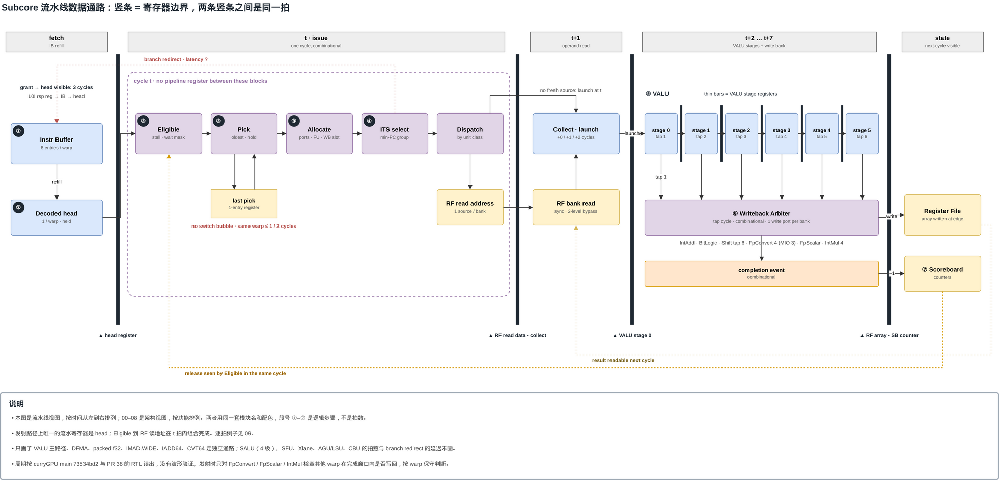 Subcore 流水线数据通路：竖条 = 寄存器边界，两条竖条之间是同一拍
fetch
IB refill
t · issue
one cycle, combinational
t+1
operand read
t+2 … t+7
VALU stages + write back
state
next-cycle visible
branch redirect · latency ?
cycle t · no pipeline register between these blocks
grant → head visible: 3 cycles
L0I rsp reg → IB → head
no fresh source: launch at t
⑤ VALU
thin bars = VALU stage registers
①
Instr Buffer
8 entries / warp
③
Eligible
stall · wait mask
③
Pick
oldest · hold
③
Allocate
ports · FU · WB slot
④
ITS select
min-PC group
Dispatch
by unit class
Collect · launch
+0 / +1 / +2 cycles
launch
stage 0
tap 1
stage 1
tap 2
stage 2
tap 3
stage 3
tap 4
stage 4
tap 5
stage 5
tap 6
refill
tap 1
②
Decoded head
1 / warp · held
last pick
1-entry register
no switch bubble · same warp ≤ 1 / 2 cycles
RF read address
1 source / bank
RF bank read
sync · 2-level bypass
⑥ Writeback Arbiter
tap cycle · combinational · 1 write port per bank
write
Register File
array written at edge
IntAdd · BitLogic · Shift tap 6 · FpConvert 4 (MIO 3) · FpScalar · IntMul 4
completion event
combinational
-1
⑦ Scoreboard
counters
▲ head register
▲ RF read data · collect
▲ VALU stage 0
▲ RF array · SB counter
result readable next cycle
release seen by Eligible in the same cycle
说明
• 本图是流水线视图，按时间从左到右排列；00–08 是架构视图，按功能排列。两者用同一套模块名和配色，段号 ①–⑦ 是逻辑步骤，不是拍数。
• 发射路径上唯一的流水寄存器是 head；Eligible 到 RF 读地址在 t 拍内组合完成。逐拍例子见 09。
• 只画了 VALU 主路径。DFMA、packed f32、IMAD.WIDE、IADD64、CVT64 走独立通路；SALU（4 级）、SFU、Xlane、AGU/LSU、CBU 的拍数与 branch redirect 的延迟未画。
• 周期按 curryGPU main 73534bd2 与 PR 38 的 RTL 读出，没有波形验证。发射时只对 FpConvert / FpScalar / IntMul 检查其他 warp 在完成窗口内是否写回，按 warp 保守判断。